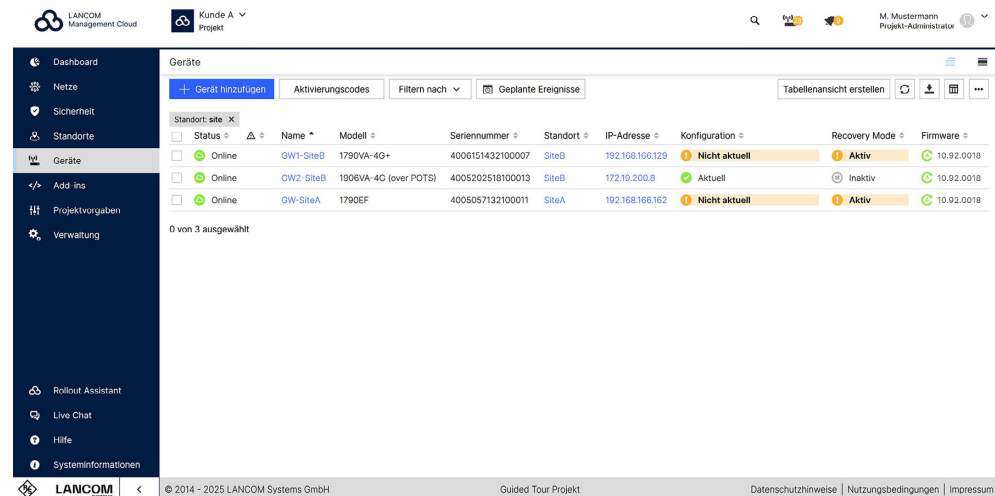 LANCOM
Management Cloud
Kunde A
Projekt
M. Mustermann
Projekt-Administrator
Dashboard
Netze
Sicherheit
Standorte
Geräte
Add-ins
Projektvorgaben
Verwaltung
Rollout Assistant
Live Chat
Hilfe
Systeminformationen
LANCOM
Geräte
Gerät hinzufügen Aktivierungscodes Filtern nach Geplante Ereignisse Tabellenansicht erstellen
Standort: site X
Status Name Modell Seriennummer Standort IP-Adresse Konfiguration Recovery Mode Firmware
Online GW1-SiteB 1790VA-4G+ 4006151432100007 SiteB 192.168.166.129 Nicht aktuell Aktiv 10.92.0018
Online GW2-SiteB 1906VA-4G (over POTS) 4005202518100013 SiteB 172.19.200.8 Aktuell Inaktiv 10.92.0018
Online GW-SiteA 1790EF 4005057132100011 SiteA 192.168.166.162 Nicht aktuell Aktiv 10.92.0018
0 von 3 ausgewählt
© 2014 - 2025 LANCOM Systems GmbH Guided Tour Projekt Datenschutzhinweise | Nutzungsbedingungen | Impressum